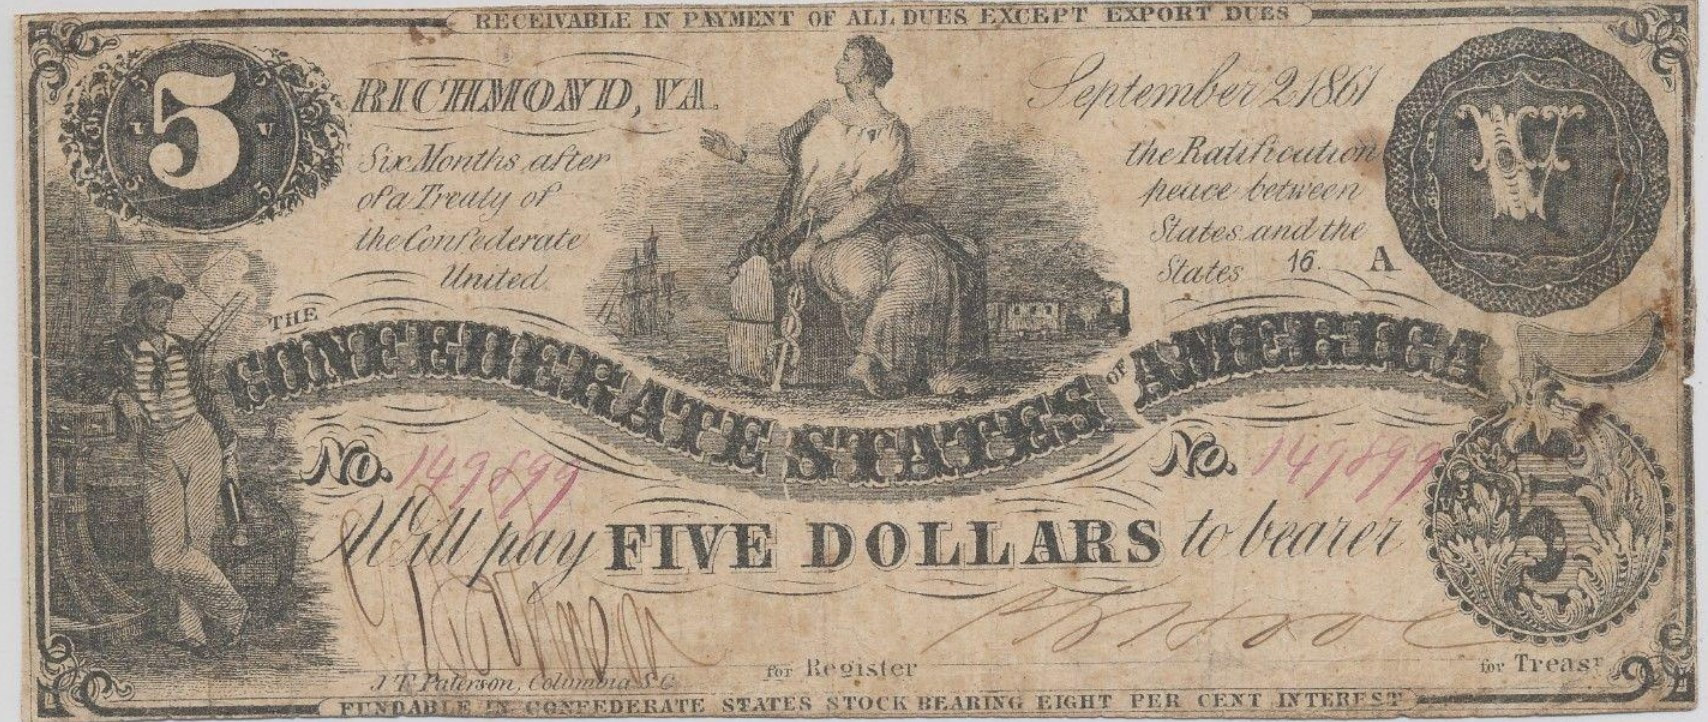 RECEIVABLE IN PAYMENT OF ALL DUES EXCEPT EXPORT DUES
5
V V
5 5
RICHMOND, VA.
September 2 1861
V
Six Months after the Ratification
of a Treaty of peace between
the Confederate States and the
United States 16. A
THE CONFEDERATE STATES OF AMERICA
No. 149899
No. 149899
Will pay FIVE DOLLARS to bearer
5
for Register
for Treasr
J. T. Paterson, Columbia S.C
FUNDABLE IN CONFEDERATE STATES STOCK BEARING EIGHT PER CENT INTEREST